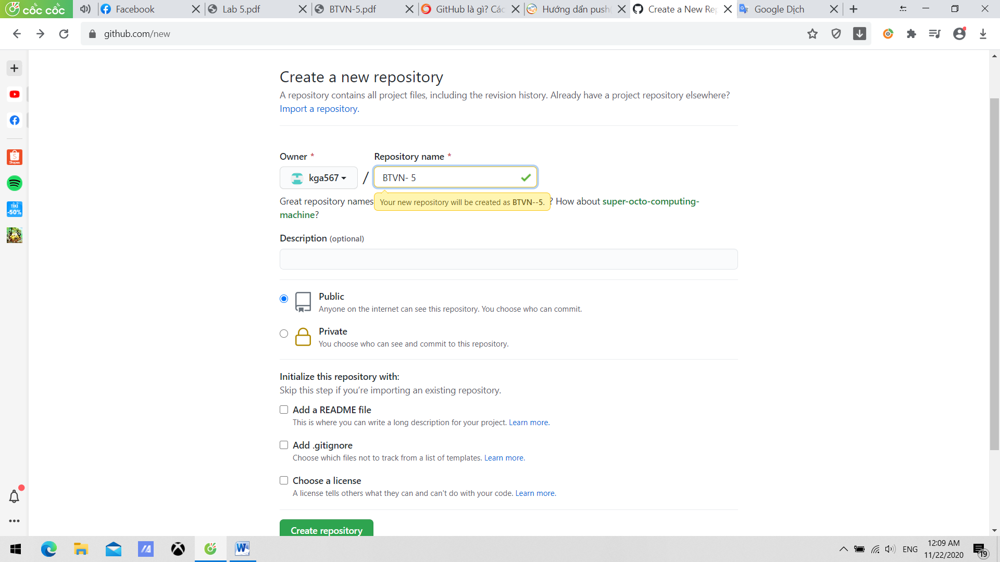 cốc cốc
Facebook
Lab 5.pdf
BTVN-5.pdf
GitHub là gì? Các
Hướng dẩn push
Create a New Rep
Google Dịch
github.com/new
Create a new repository
A repository contains all project files, including the revision history. Already have a project repository elsewhere?
Import a repository.
Owner *
Repository name *
kga567
/
BTVN- 5
Great repository names
Your new repository will be created as BTVN--5.
? How about super-octo-computing-
machine?
Description (optional)
Public
Anyone on the internet can see this repository. You choose who can commit.
Private
You choose who can see and commit to this repository.
Initialize this repository with:
Skip this step if you’re importing an existing repository.
Add a README file
This is where you can write a long description for your project. Learn more.
Add .gitignore
Choose which files not to track from a list of templates. Learn more.
Choose a license
A license tells others what they can and can't do with your code. Learn more.
Create repository
Shopee
TIKI
-50%
ENG
12:09 AM
11/22/2020
19